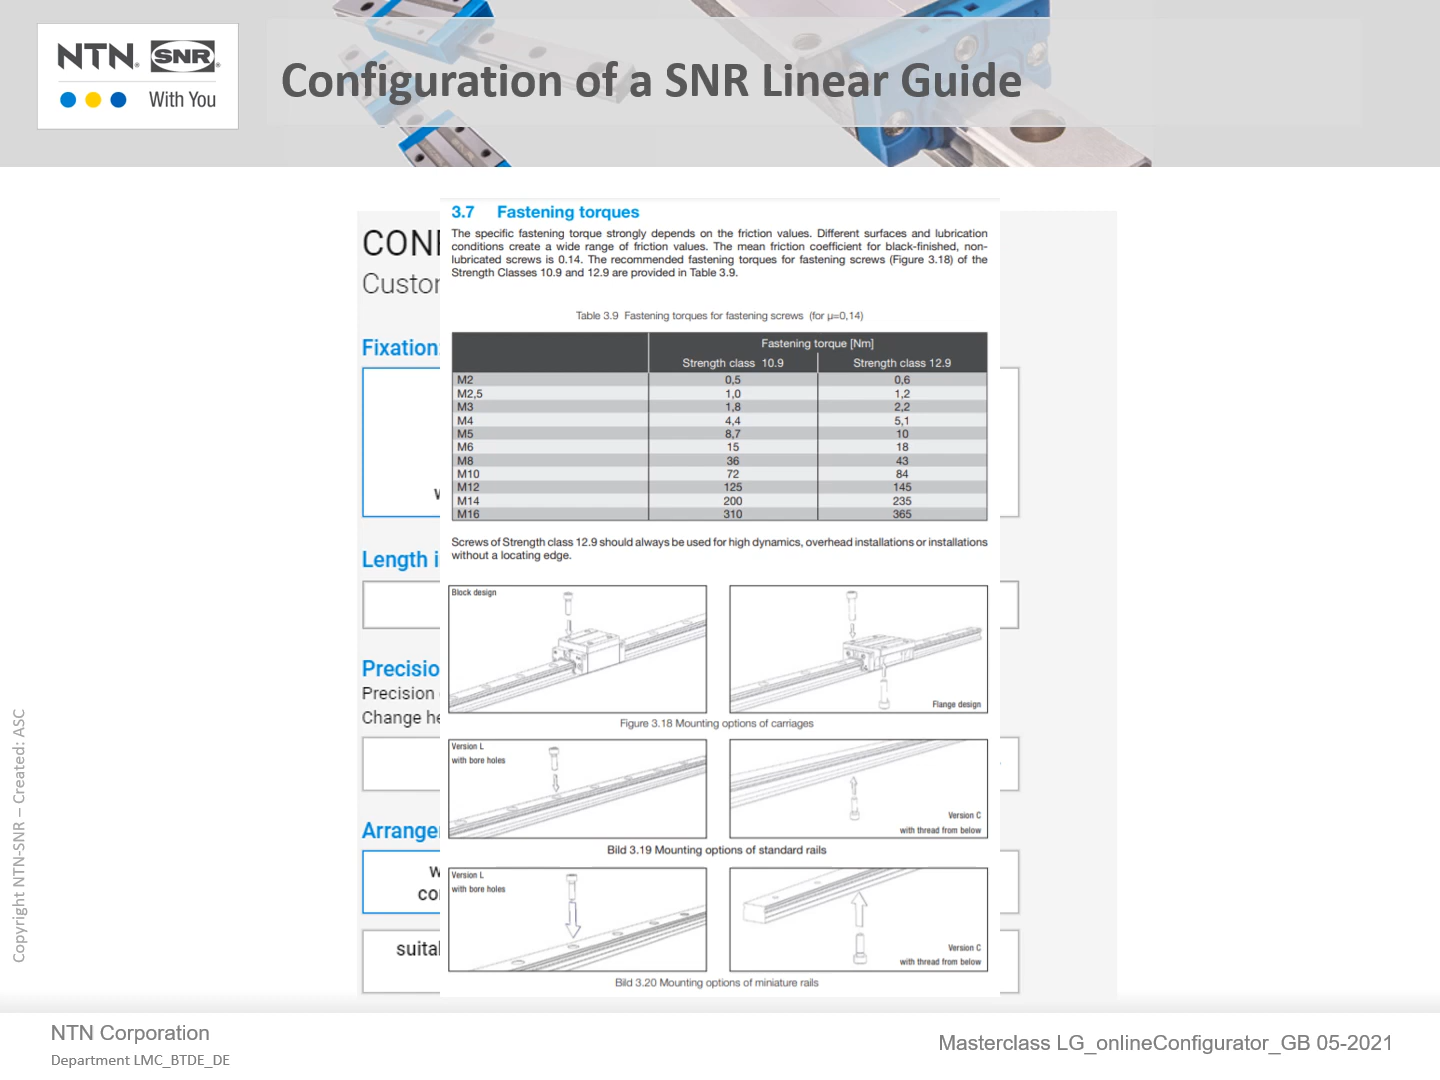 NTN. SNR.
With You
Configuration of a SNR Linear Guide
CON
Custor
Fixation
Length i
Precisio
Precision
Change he
Arrange
w
co
suital
3.7 Fastening torques
The specific fastening torque strongly depends on the friction values. Different surfaces and lubrication
conditions create a wide range of friction values. The mean friction coefficient for black-finished, non-
lubricated screws is 0.14. The recommended fastening torques for fastening screws (Figure 3.18) of the
Strength Classes 10.9 and 12.9 are provided in Table 3.9.
Table 3.9 Fastening torques for fastening screws (for µ=0,14)
Fastening torque [Nm]
Strength class 10.9 Strength class 12.9
M2 0,5 0,6
M2,5 1,0 1,2
M3 1,8 2,2
M4 4,4 5,1
M5 8,7 10
M6 15 18
M8 36 43
M10 72 84
M12 125 145
M14 200 235
M16 310 365
Screws of Strength class 12.9 should always be used for high dynamics, overhead installations or installations
without a locating edge.
Block design
Flange design
Figure 3.18 Mounting options of carriages
Version L
with bore holes
Version C
with thread from below
Bild 3.19 Mounting options of standard rails
Version L
with bore holes
Version C
with thread from below
Bild 3.20 Mounting options of miniature rails
Copyright NTN-SNR – Created: ASC
NTN Corporation
Department LMC_BTDE_DE
Masterclass LG_onlineConfigurator_GB 05-2021